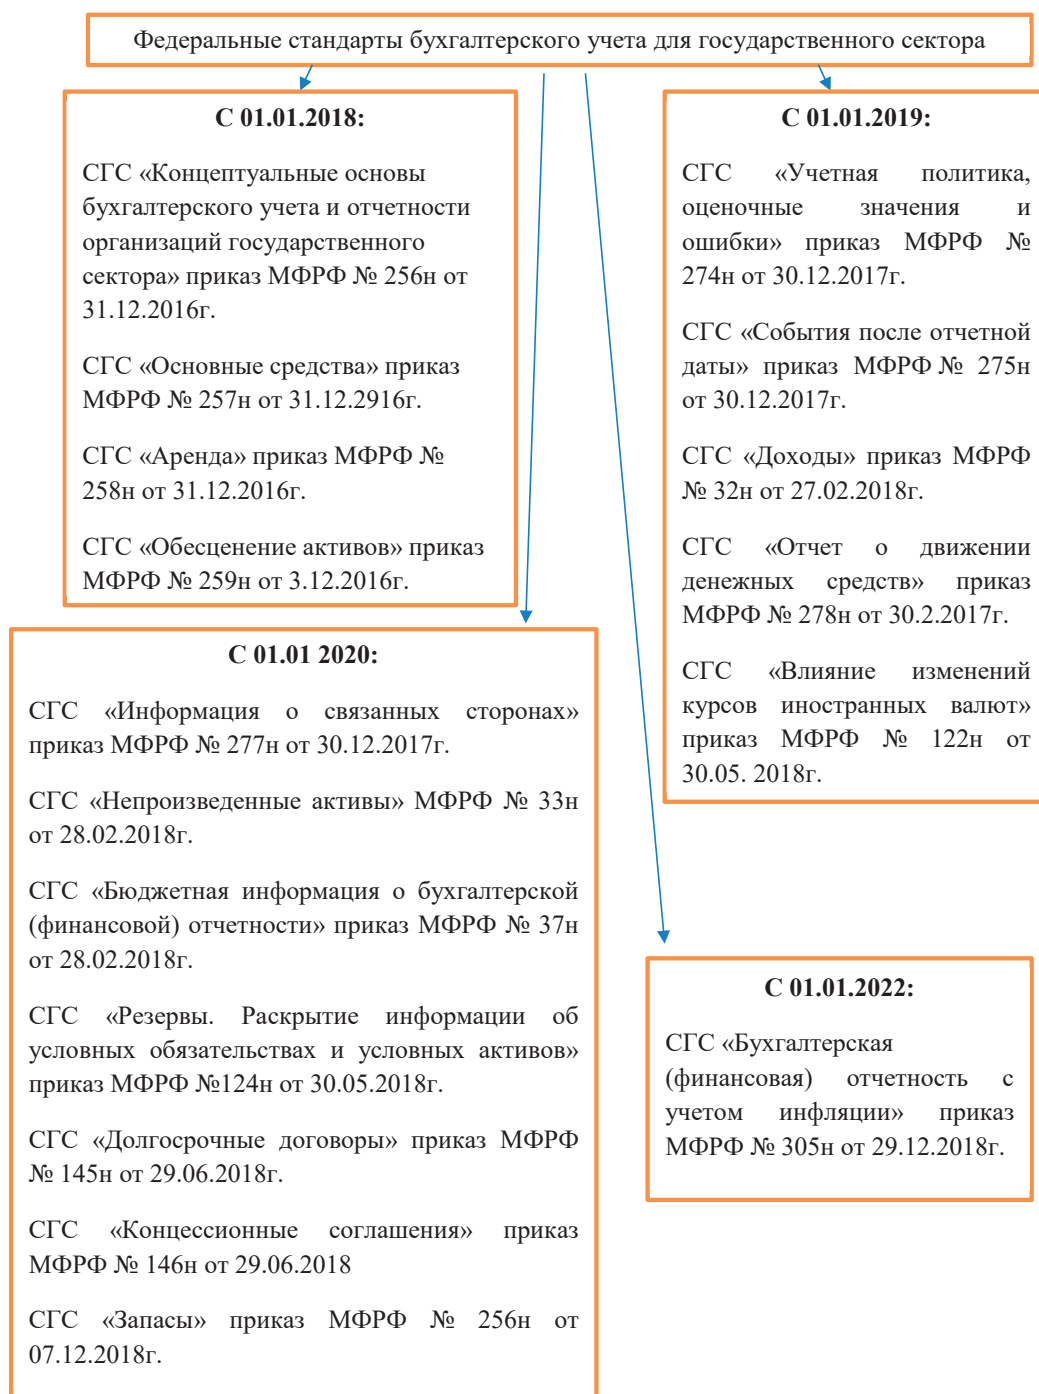 Федеральные стандарты бухгалтерского учета для государственного сектора
С 01.01.2018:
СГС «Концептуальные основы
бухгалтерского учета и отчетности
организаций государственного
сектора» приказ МФРФ № 256н от
31.12.2016г.
СГС «Основные средства» приказ
МФРФ № 257н от 31.12.2916г.
СГС «Аренда» приказ МФРФ №
258н от 31.12.2016г.
СГС «Обесценение активов» приказ
МФРФ № 259н от 3.12.2016г.
С 01.01.2019:
СГС «Учетная политика,
оценочные значения и
ошибки» приказ МФРФ №
274н от 30.12.2017г.
СГС «События после отчетной
даты» приказ МФРФ № 275н
от 30.12.2017г.
СГС «Доходы» приказ МФРФ
№ 32н от 27.02.2018г.
СГС «Отчет о движении
денежных средств» приказ
МФРФ № 278н от 30.2.2017г.
СГС «Влияние изменений
курсов иностранных валют»
приказ МФРФ № 122н от
30.05. 2018г.
С 01.01 2020:
СГС «Информация о связанных сторонах»
приказ МФРФ № 277н от 30.12.2017г.
СГС «Непроизведенные активы» МФРФ № 33н
от 28.02.2018г.
СГС «Бюджетная информация о бухгалтерской
(финансовой) отчетности» приказ МФРФ № 37н
от 28.02.2018г.
СГС «Резервы. Раскрытие информации об
условных обязательствах и условных активов»
приказ МФРФ №124н от 30.05.2018г.
СГС «Долгосрочные договоры» приказ МФРФ
№ 145н от 29.06.2018г.
СГС «Концессионные соглашения» приказ
МФРФ № 146н от 29.06.2018
СГС «Запасы» приказ МФРФ № 256н от
07.12.2018г.
С 01.01.2022:
СГС «Бухгалтерская
(финансовая) отчетность с
учетом инфляции» приказ
МФРФ № 305н от 29.12.2018г.